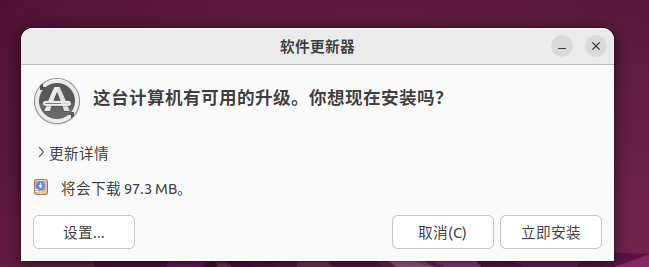 软件更新器
这台计算机有可用的升级。你想现在安装吗?
更新详情
将会下载 97.3 MB。
设置...
取消(C)
立即安装